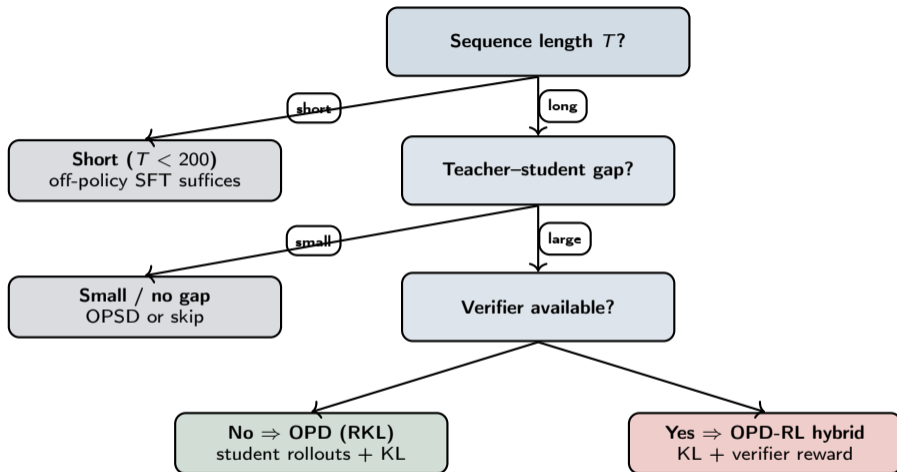 Sequence length T?
short
long
Short (T < 200)
off-policy SFT suffices
Teacher–student gap?
small
large
Small / no gap
OPSD or skip
Verifier available?
No ⇒ OPD (RKL)
student rollouts + KL
Yes ⇒ OPD-RL hybrid
KL + verifier reward